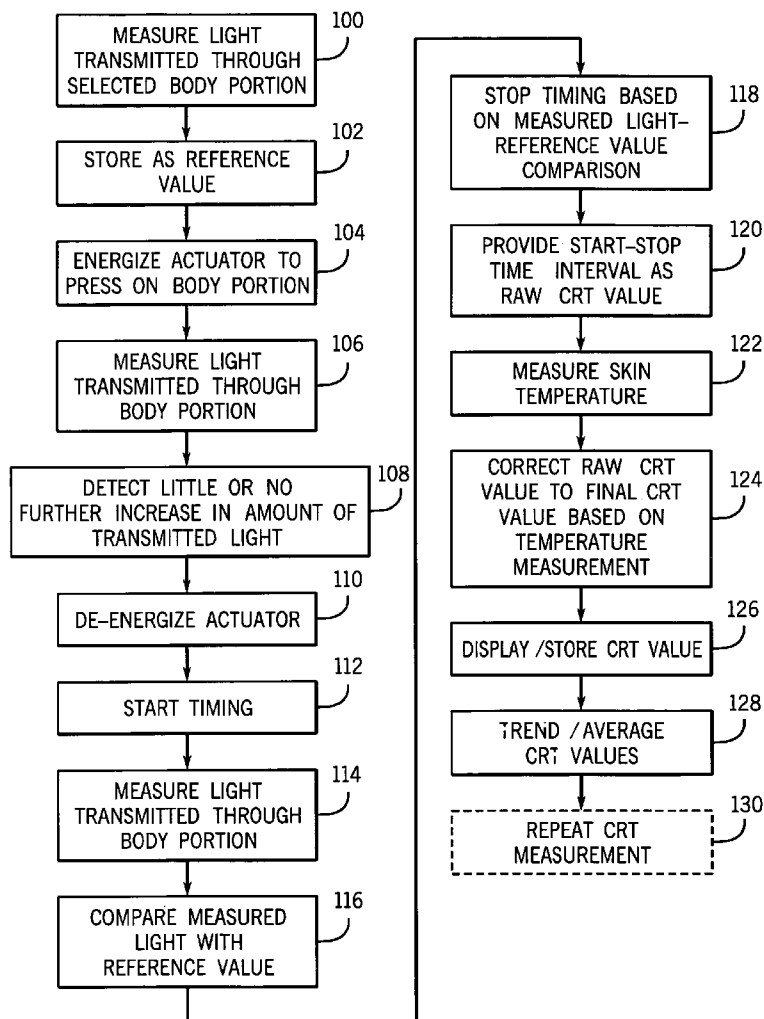 100
MEASURE LIGHT
TRANSMITTED THROUGH
SELECTED BODY PORTION
102
STORE AS REFERENCE
VALUE
104
ENERGIZE ACTUATOR TO
PRESS ON BODY PORTION
106
MEASURE LIGHT
TRANSMITTED THROUGH
BODY PORTION
108
DETECT LITTLE OR NO
FURTHER INCREASE IN AMOUNT OF
TRANSMITTED LIGHT
110
DE-ENERGIZE ACTUATOR
112
START TIMING
114
MEASURE LIGHT
TRANSMITTED THROUGH
BODY PORTION
116
COMPARE MEASURED
LIGHT WITH
REFERENCE VALUE
118
STOP TIMING BASED
ON MEASURED LIGHT-
REFERENCE VALUE
COMPARISON
120
PROVIDE START-STOP
TIME INTERVAL AS
RAW CRT VALUE
122
MEASURE SKIN
TEMPERATURE
124
CORRECT RAW CRT
VALUE TO FINAL CRT
VALUE BASED ON
TEMPERATURE
MEASUREMENT
126
DISPLAY/STORE CRT VALUE
128
TREND/AVERAGE
CRT VALUES
130
REPEAT CRT
MEASUREMENT